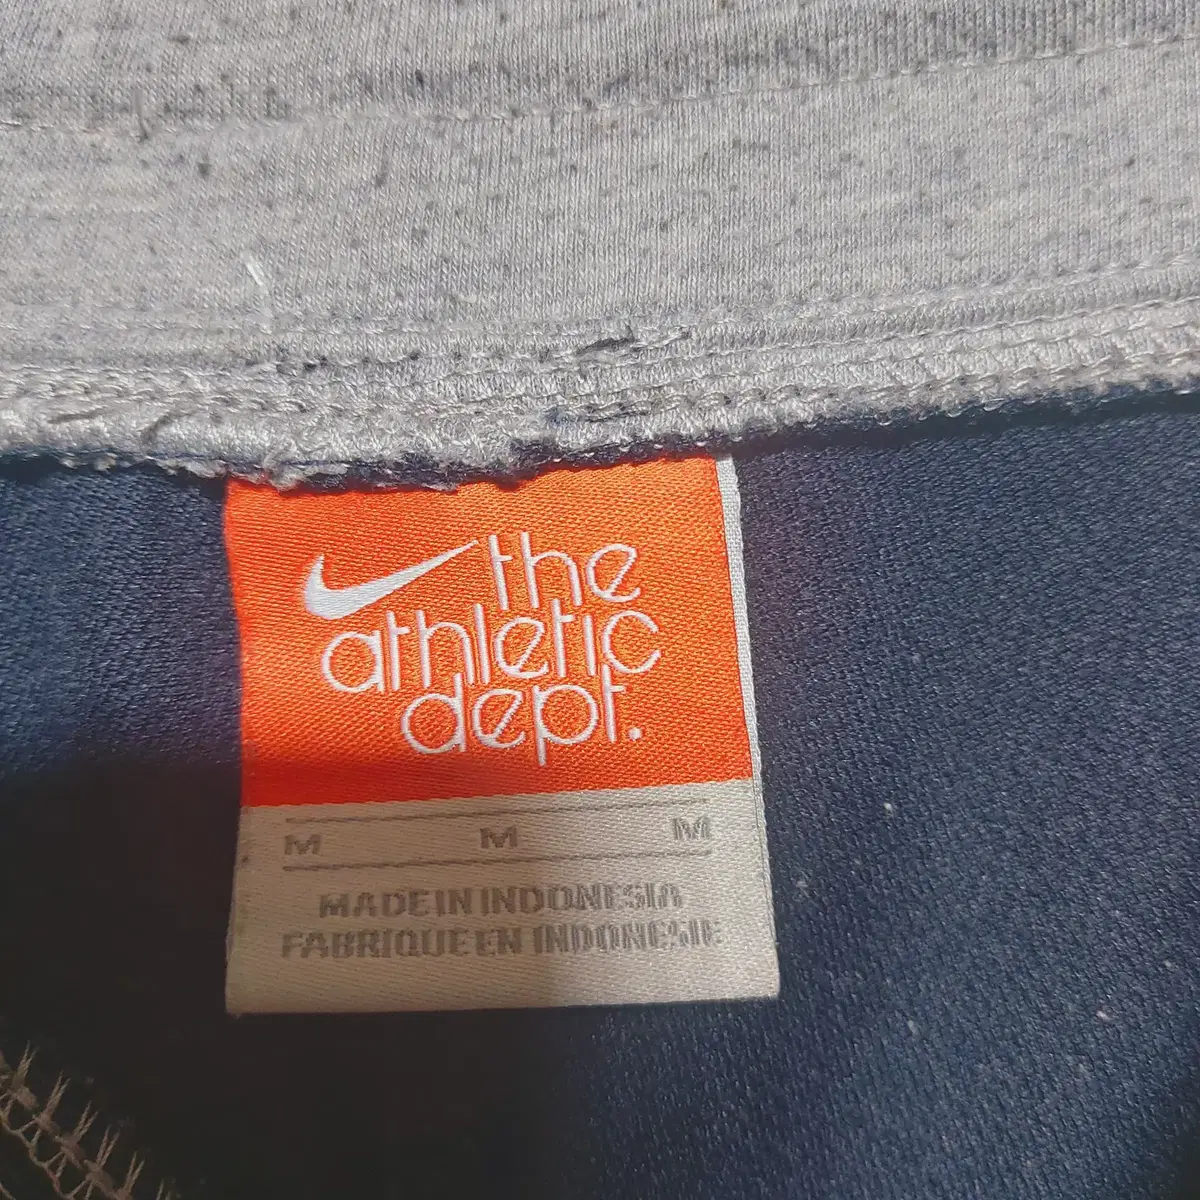 the
athletic
dept.
M M M
MADE IN INDONESIA
FABRIQUE EN INDONESIE